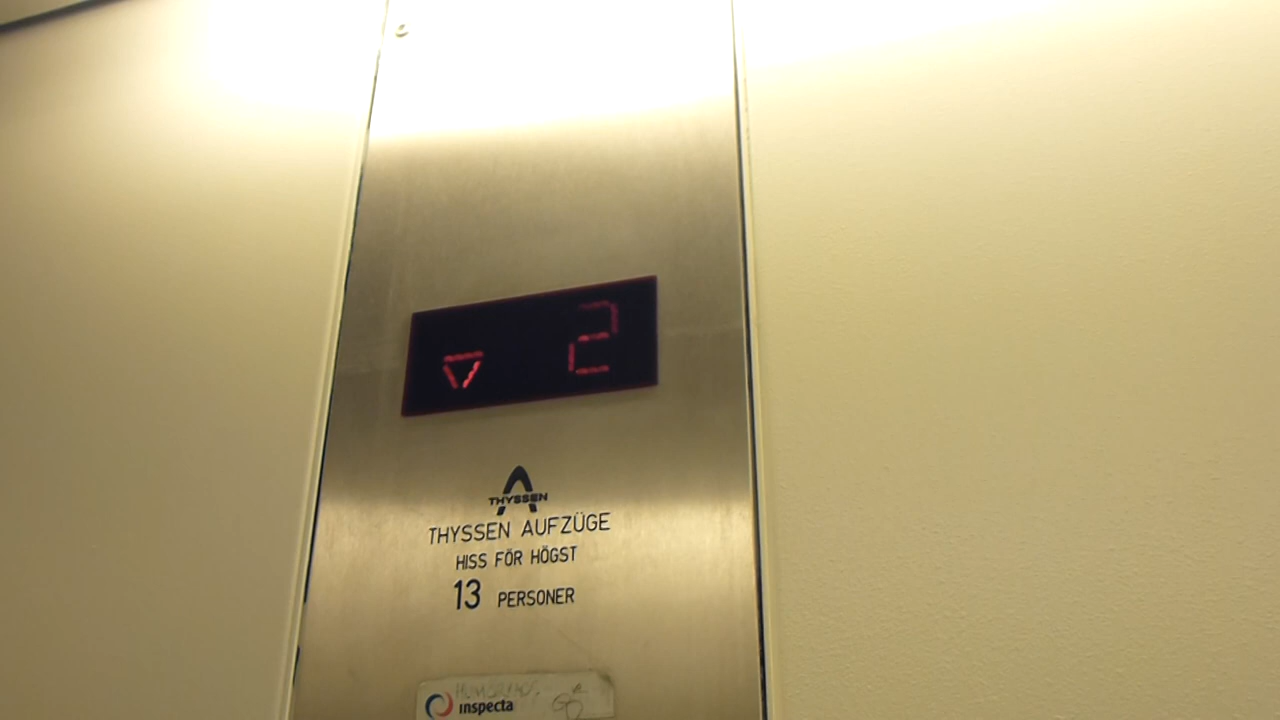 2
THYSSEN
THYSSEN AUFZÜGE
HISS FÖR HÖGST
13 PERSONER
inspecta